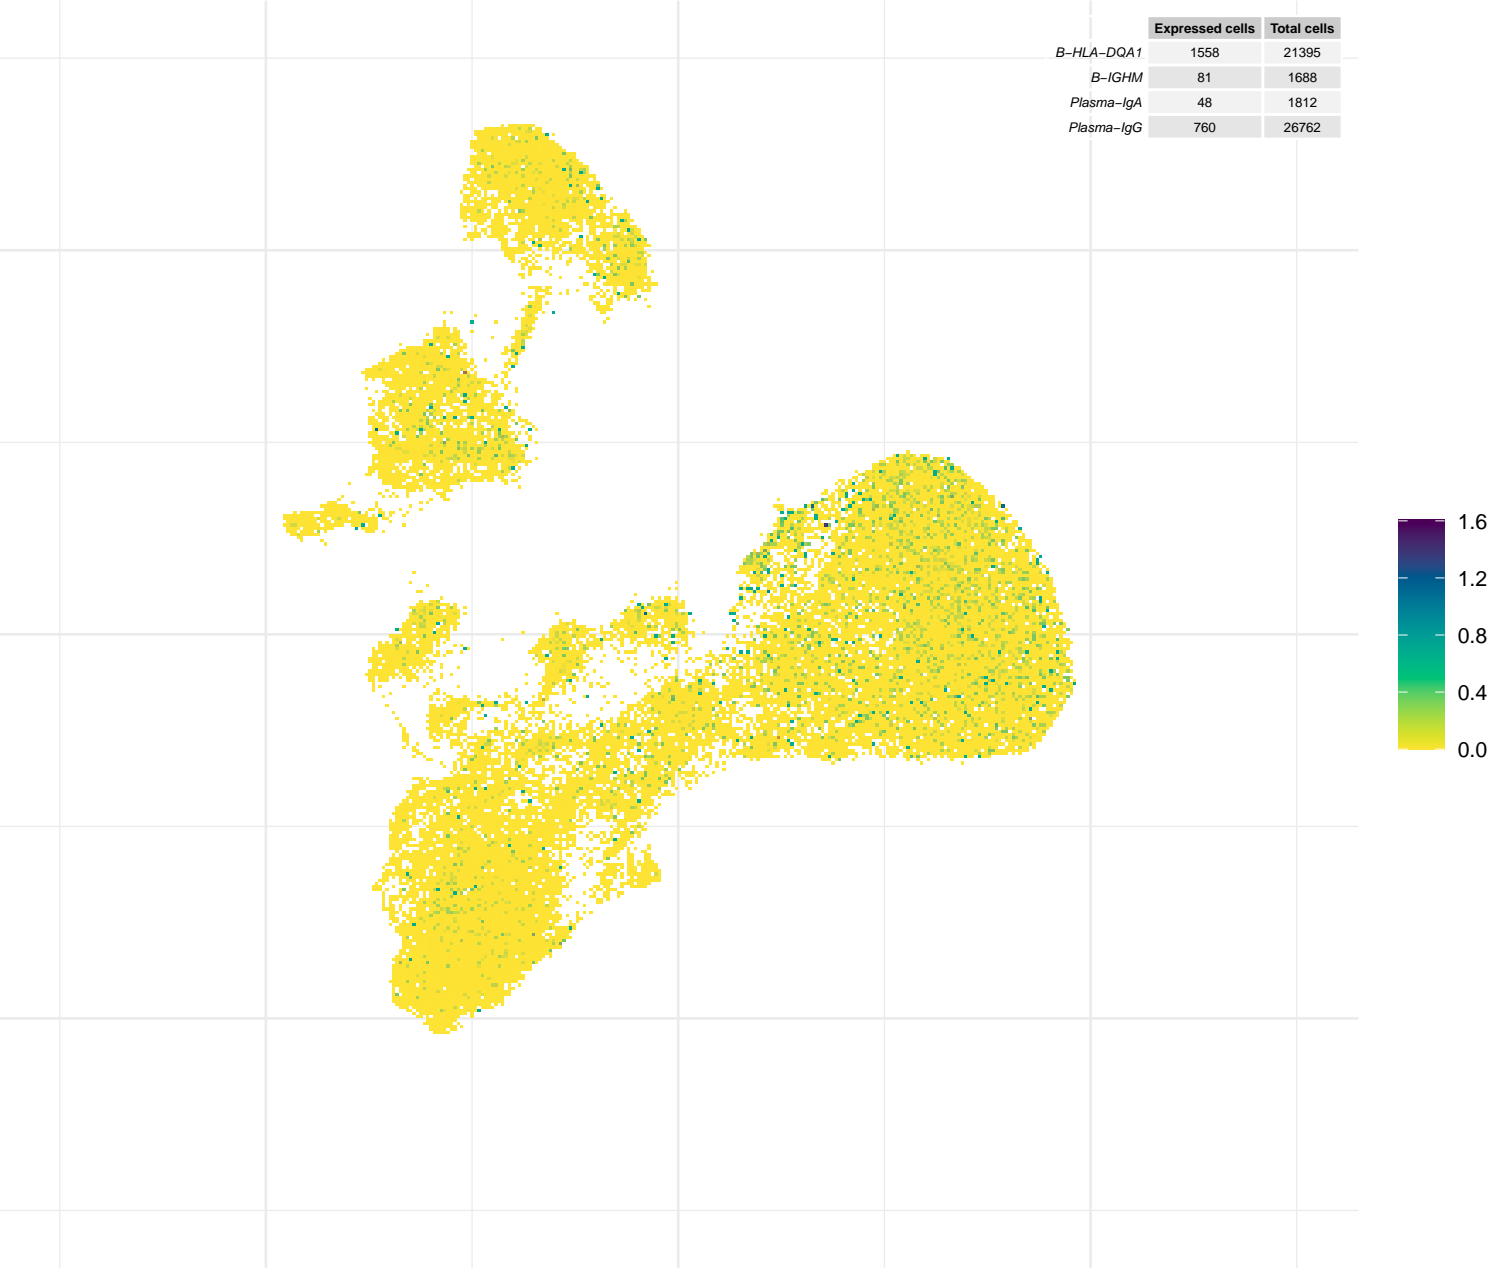 Expressed cells Total cells
B−HLA−DQA1 1558 21395
B−IGHM 81 1688
Plasma−IgA 48 1812
Plasma−IgG 760 26762
1.6
1.2
0.8
0.4
0.0